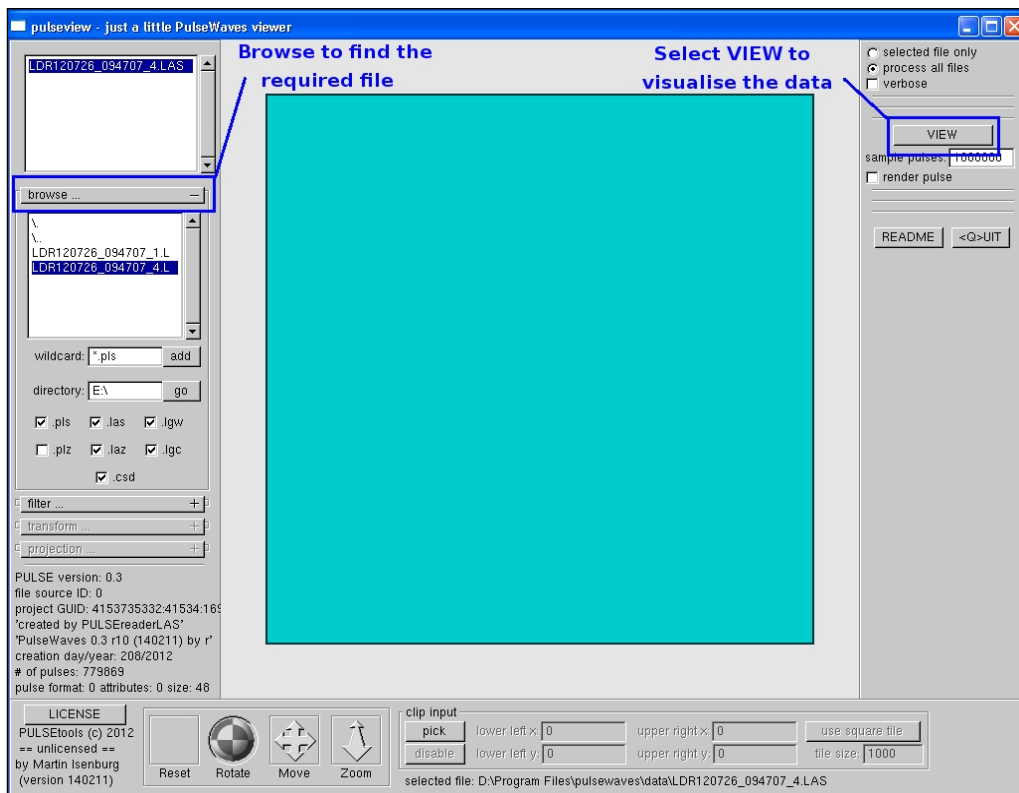 pulseview - just a little PulseWaves viewer
Browse to find the
required file
Select VIEW to
visualise the data
LDR120726_094707_4.LAS
browse ...
\.
\..
LDR120726_094707_1.L
LDR120726_094707_4.L
wildcard: *.pls add
directory: E:\ go
.pls .las .lgw
.plz .laz .lgc
.csd
filter ...
transform ...
projection ...
PULSE version: 0.3
file source ID: 0
project GUID: 4153735332:41534:169
'created by PULSEreaderLAS'
'PulseWaves 0.3 r10 (140211) by r'
creation day/year: 208/2012
# of pulses: 779869
pulse format: 0 attributes: 0 size: 48
selected file only
process all files
verbose
VIEW
sample pulses: 1000000
render pulse
README <Q>UIT
LICENSE
PULSEtools (c) 2012
== unlicensed ==
by Martin Isenburg
(version 140211)
Reset Rotate Move Zoom
clip input
pick lower left x: 0 upper right x: 0 use square tile
disable lower left y: 0 upper right y: 0 tile size: 1000
selected file: D:\Program Files\pulsewaves\data\LDR120726_094707_4.LAS